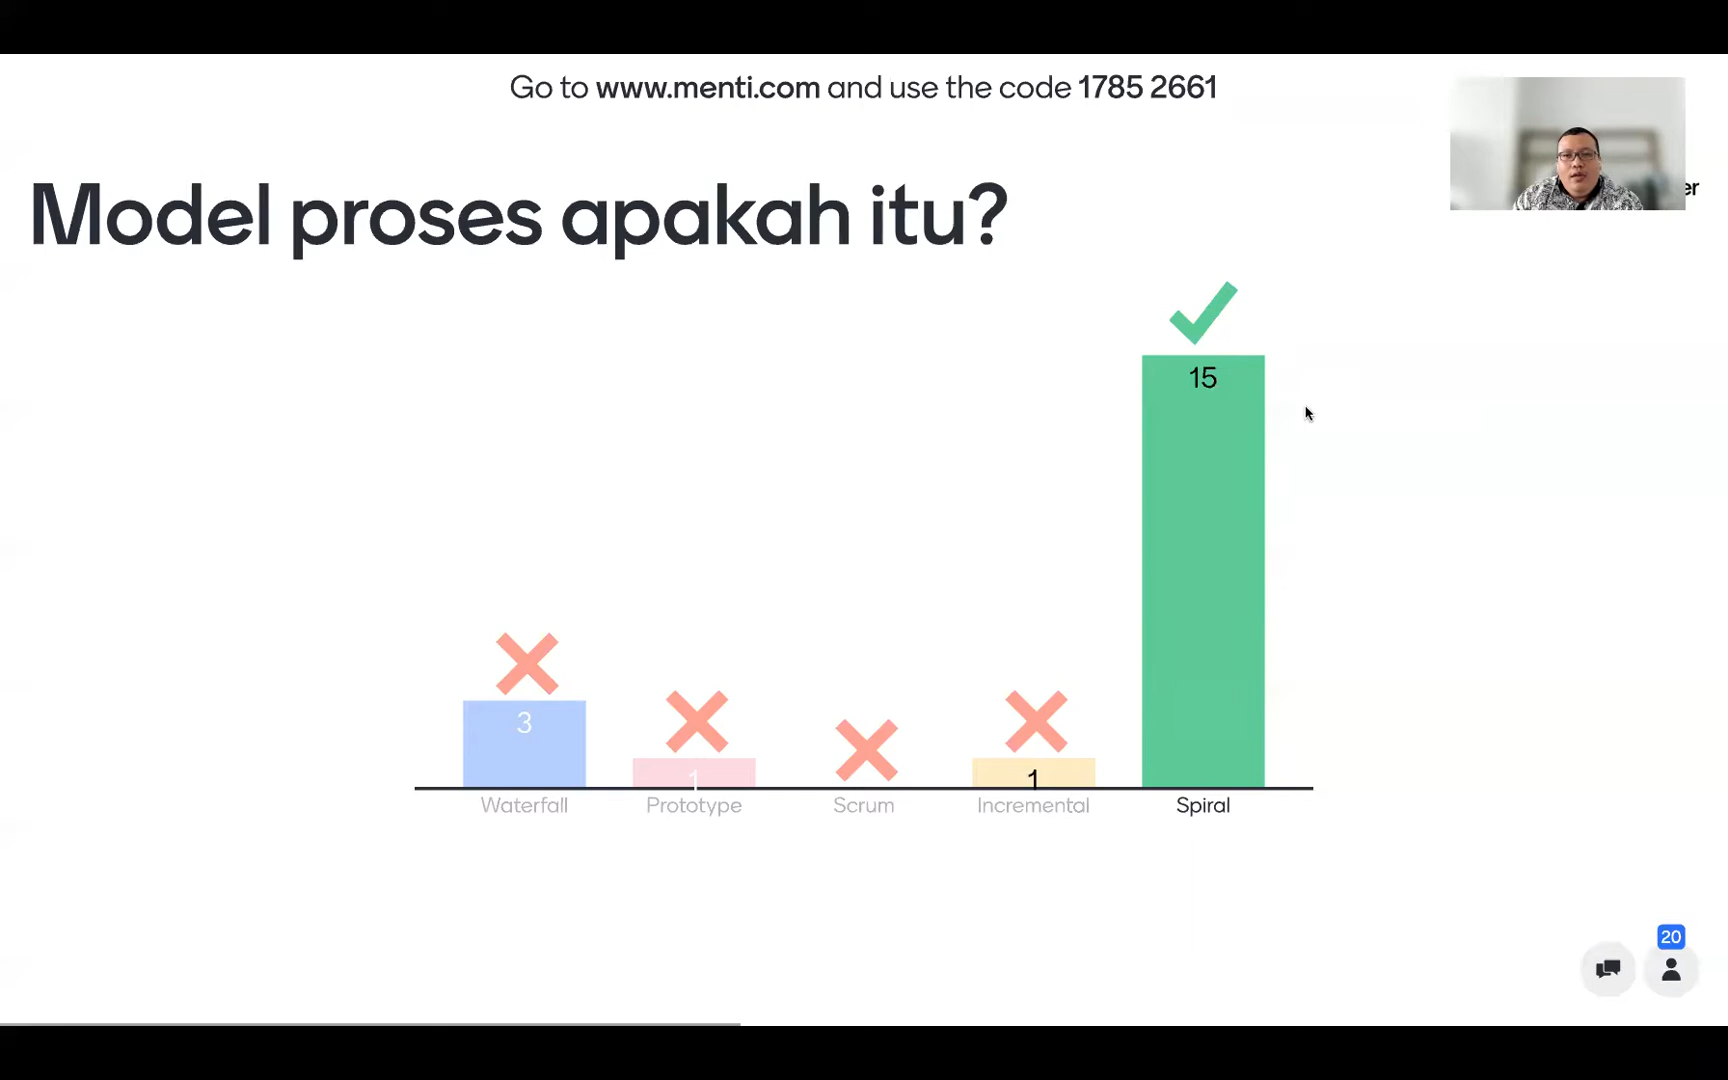 Go to www.menti.com and use the code 1785 2661
er
Model proses apakah itu?
15
3
1
1
Waterfall
Prototype
Scrum
Incremental
Spiral
20